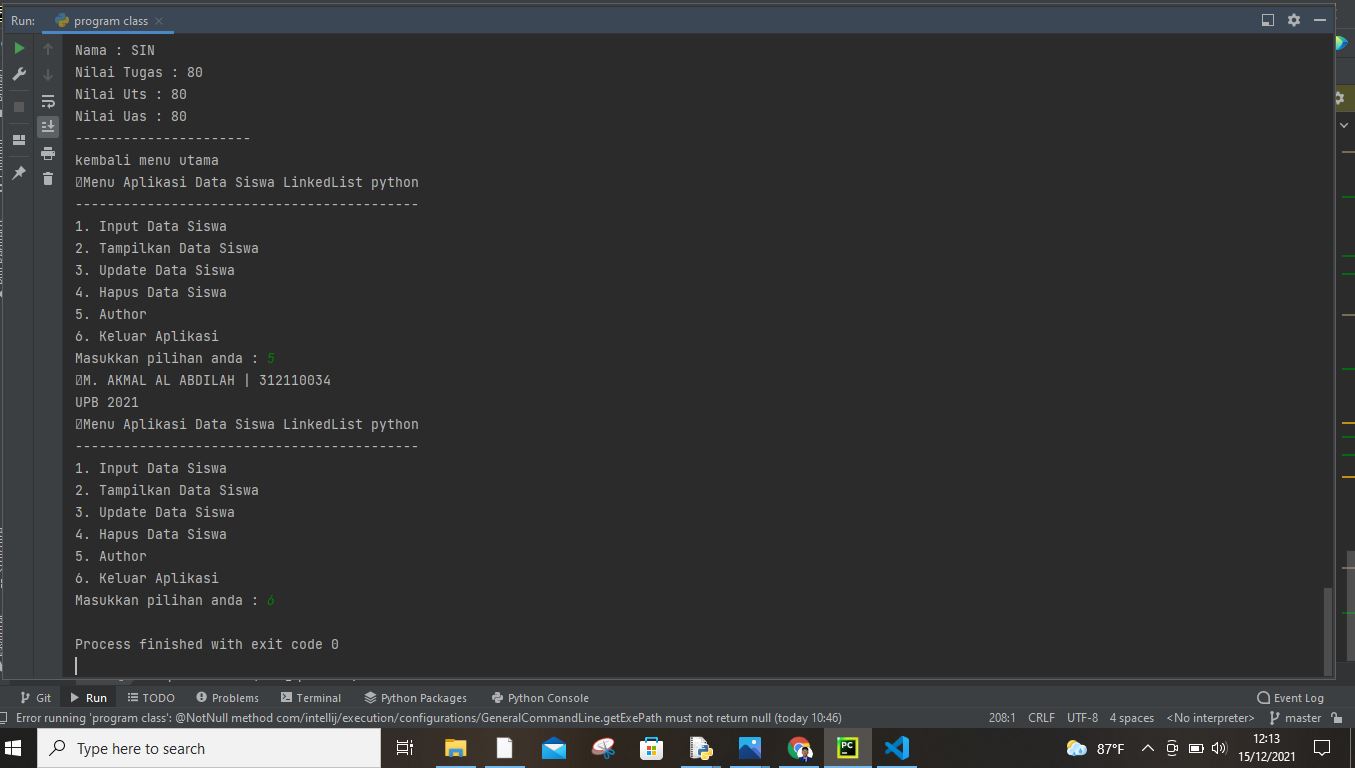 Run: program class
Nama : SIN
Nilai Tugas : 80
Nilai Uts : 80
Nilai Uas : 80
----------------------
kembali menu utama
Menu Aplikasi Data Siswa LinkedList python
-------------------------------------------
1. Input Data Siswa
2. Tampilkan Data Siswa
3. Update Data Siswa
4. Hapus Data Siswa
5. Author
6. Keluar Aplikasi
Masukkan pilihan anda : 5
M. AKMAL AL ABDILAH | 312110034
UPB 2021
Menu Aplikasi Data Siswa LinkedList python
-------------------------------------------
1. Input Data Siswa
2. Tampilkan Data Siswa
3. Update Data Siswa
4. Hapus Data Siswa
5. Author
6. Keluar Aplikasi
Masukkan pilihan anda : 6
Process finished with exit code 0
Git Run TODO Problems Terminal Python Packages Python Console Event Log
Error running 'program class': @NotNull method com/intellij/execution/configurations/GeneralCommandLine.getExePath must not return null (today 10:46) 208:1 CRLF UTF-8 4 spaces <No interpreter> master
Type here to search PC 87°F 12:13
15/12/2021